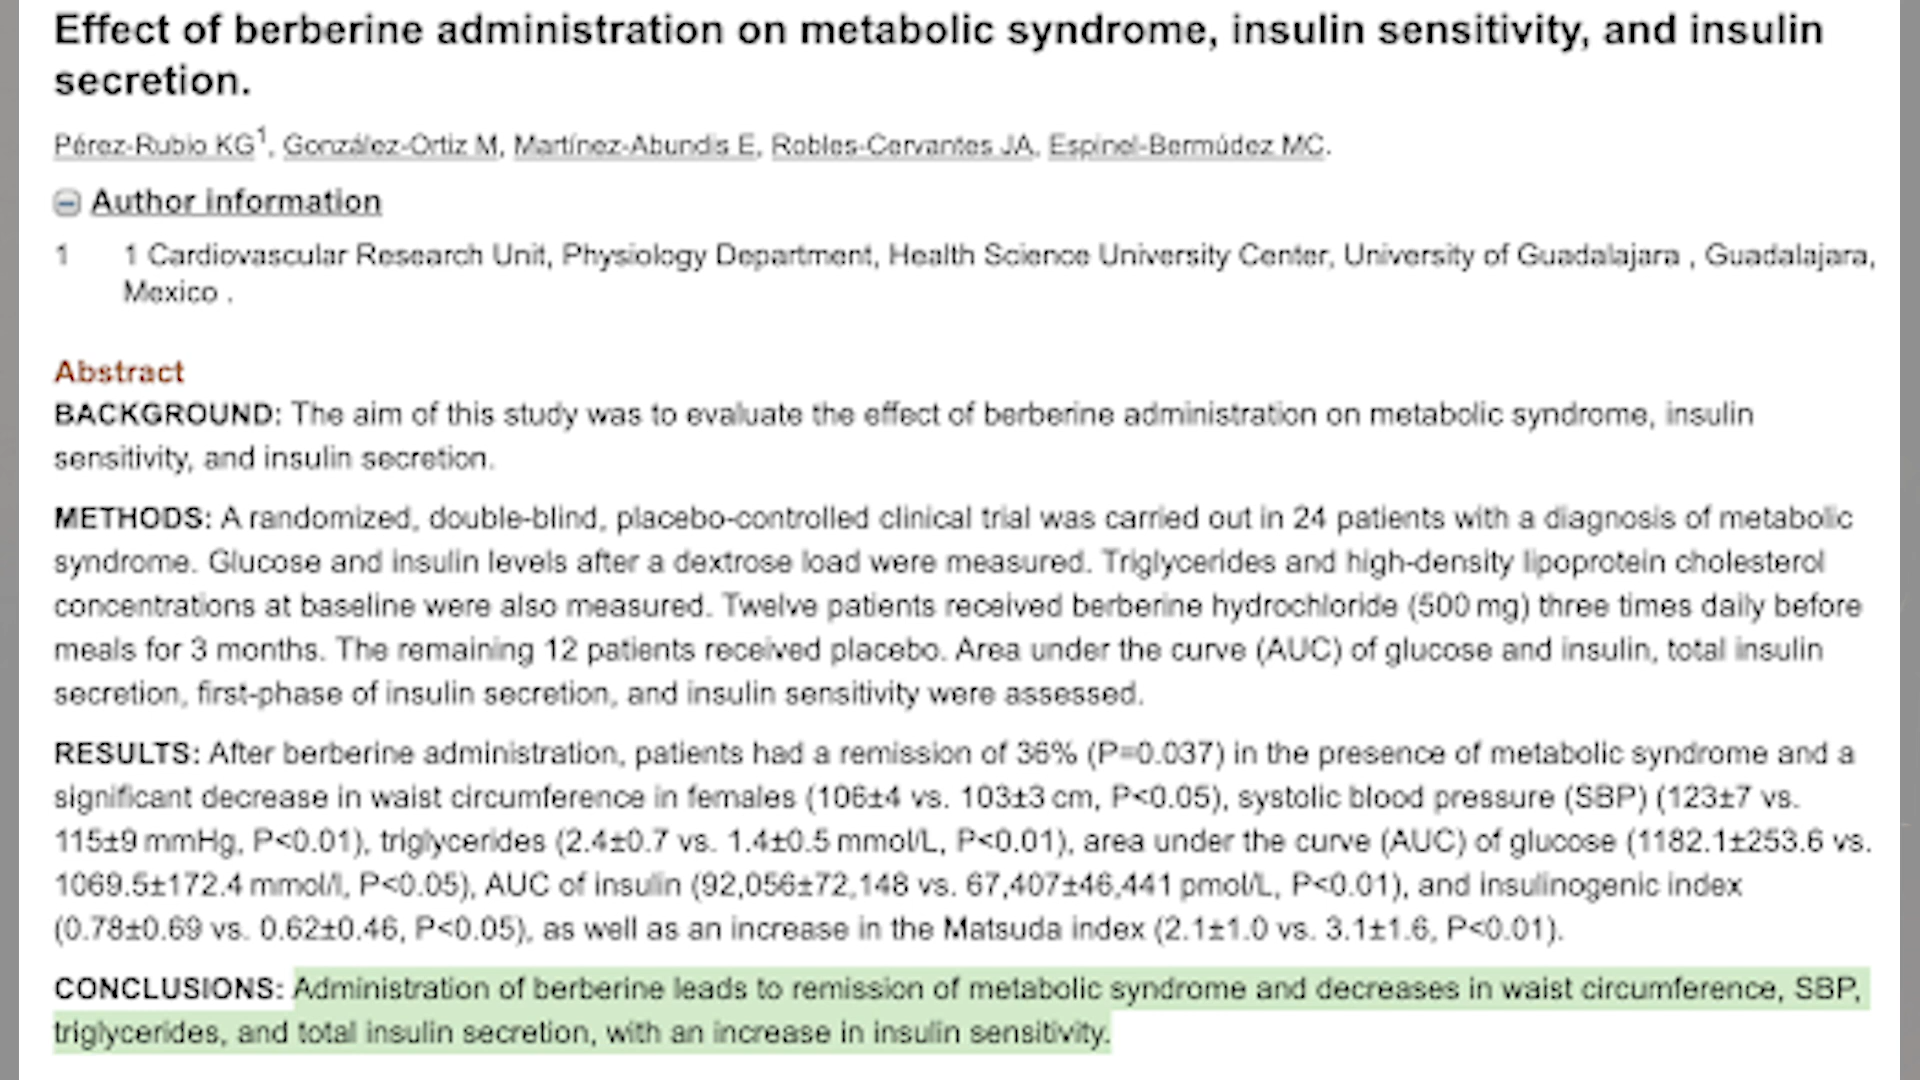 Effect of berberine administration on metabolic syndrome, insulin sensitivity, and insulin
secretion.
Pérez-Rubio KG1, González-Ortiz M, Martínez-Abundis E, Robles-Cervantes JA, Espinel-Bermúdez MC.
Author information
1 1 Cardiovascular Research Unit, Physiology Department, Health Science University Center, University of Guadalajara , Guadalajara,
Mexico .
Abstract
BACKGROUND: The aim of this study was to evaluate the effect of berberine administration on metabolic syndrome, insulin
sensitivity, and insulin secretion.
METHODS: A randomized, double-blind, placebo-controlled clinical trial was carried out in 24 patients with a diagnosis of metabolic
syndrome. Glucose and insulin levels after a dextrose load were measured. Triglycerides and high-density lipoprotein cholesterol
concentrations at baseline were also measured. Twelve patients received berberine hydrochloride (500 mg) three times daily before
meals for 3 months. The remaining 12 patients received placebo. Area under the curve (AUC) of glucose and insulin, total insulin
secretion, first-phase of insulin secretion, and insulin sensitivity were assessed.
RESULTS: After berberine administration, patients had a remission of 36% (P=0.037) in the presence of metabolic syndrome and a
significant decrease in waist circumference in females (106±4 vs. 103±3 cm, P<0.05), systolic blood pressure (SBP) (123±7 vs.
115±9 mmHg, P<0.01), triglycerides (2.4±0.7 vs. 1.4±0.5 mmol/L, P<0.01), area under the curve (AUC) of glucose (1182.1±253.6 vs.
1069.5±172.4 mmol/l, P<0.05), AUC of insulin (92,056±72,148 vs. 67,407±46,441 pmol/L, P<0.01), and insulinogenic index
(0.78±0.69 vs. 0.62±0.46, P<0.05), as well as an increase in the Matsuda index (2.1±1.0 vs. 3.1±1.6, P<0.01).
CONCLUSIONS: Administration of berberine leads to remission of metabolic syndrome and decreases in waist circumference, SBP,
triglycerides, and total insulin secretion, with an increase in insulin sensitivity.